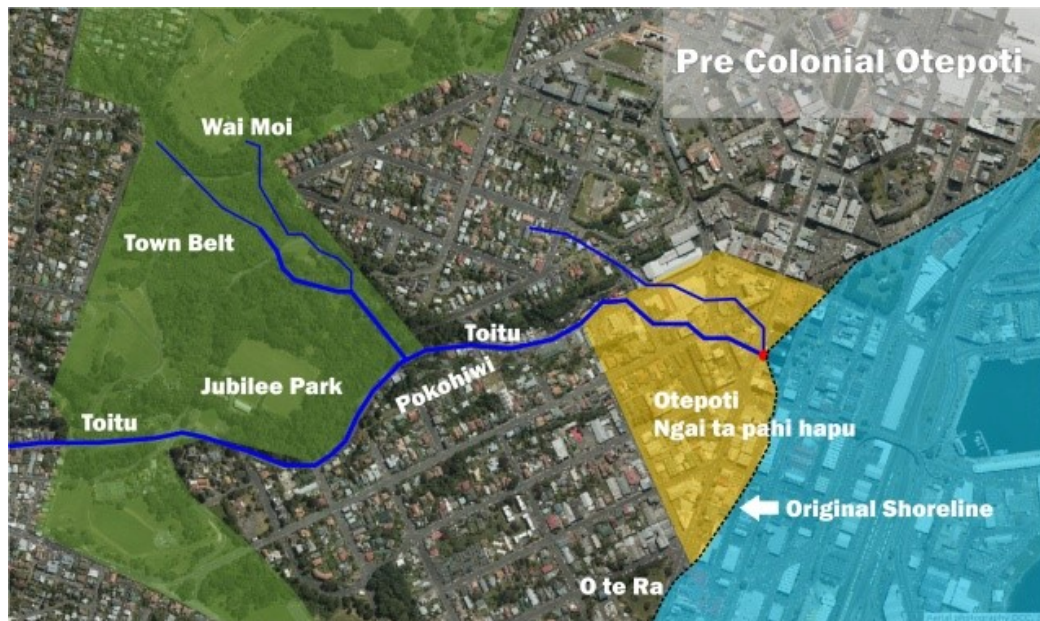 Pre Colonial Otepoti
Wai Moi
Town Belt
Toitu
Pokohiwi
Jubilee Park
Toitu
Otepoti
Ngai ta pahi hapu
Original Shoreline
O te Ra